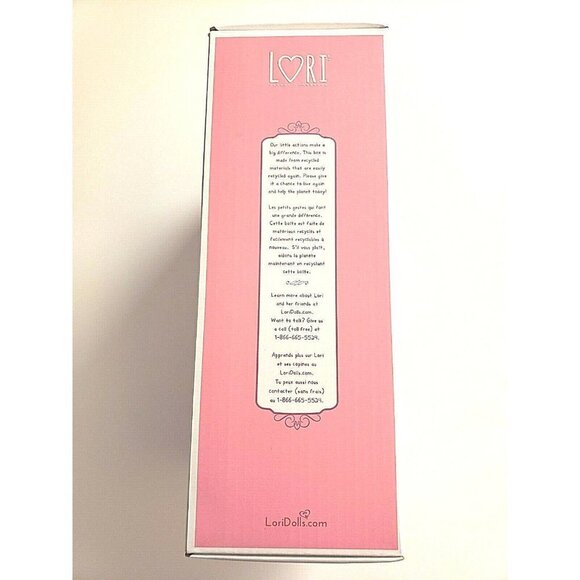 LORI
Our little actions make a
big difference. This box is
made from recycled
materials that are easily
recycled again. Please give
it a chance to live again
and help the planet today!
Les petits gestes qui font
une grande différence.
Cette boîte est faite de
matériaux recyclés et
facilement recyclables à
nouveau. S'il vous plaît,
aidons la planète
maintenant en recyclant
cette boîte.
Learn more about Lori
and her friends at
LoriDolls.com.
Want to talk? Give us
a call (toll free) at
1-866-665-5524.
Apprends plus sur Lori
et ses copines au
LoriDolls.com.
Tu peux aussi nous
contacter (sans frais)
au 1-866-665-5524.
LoriDolls.com